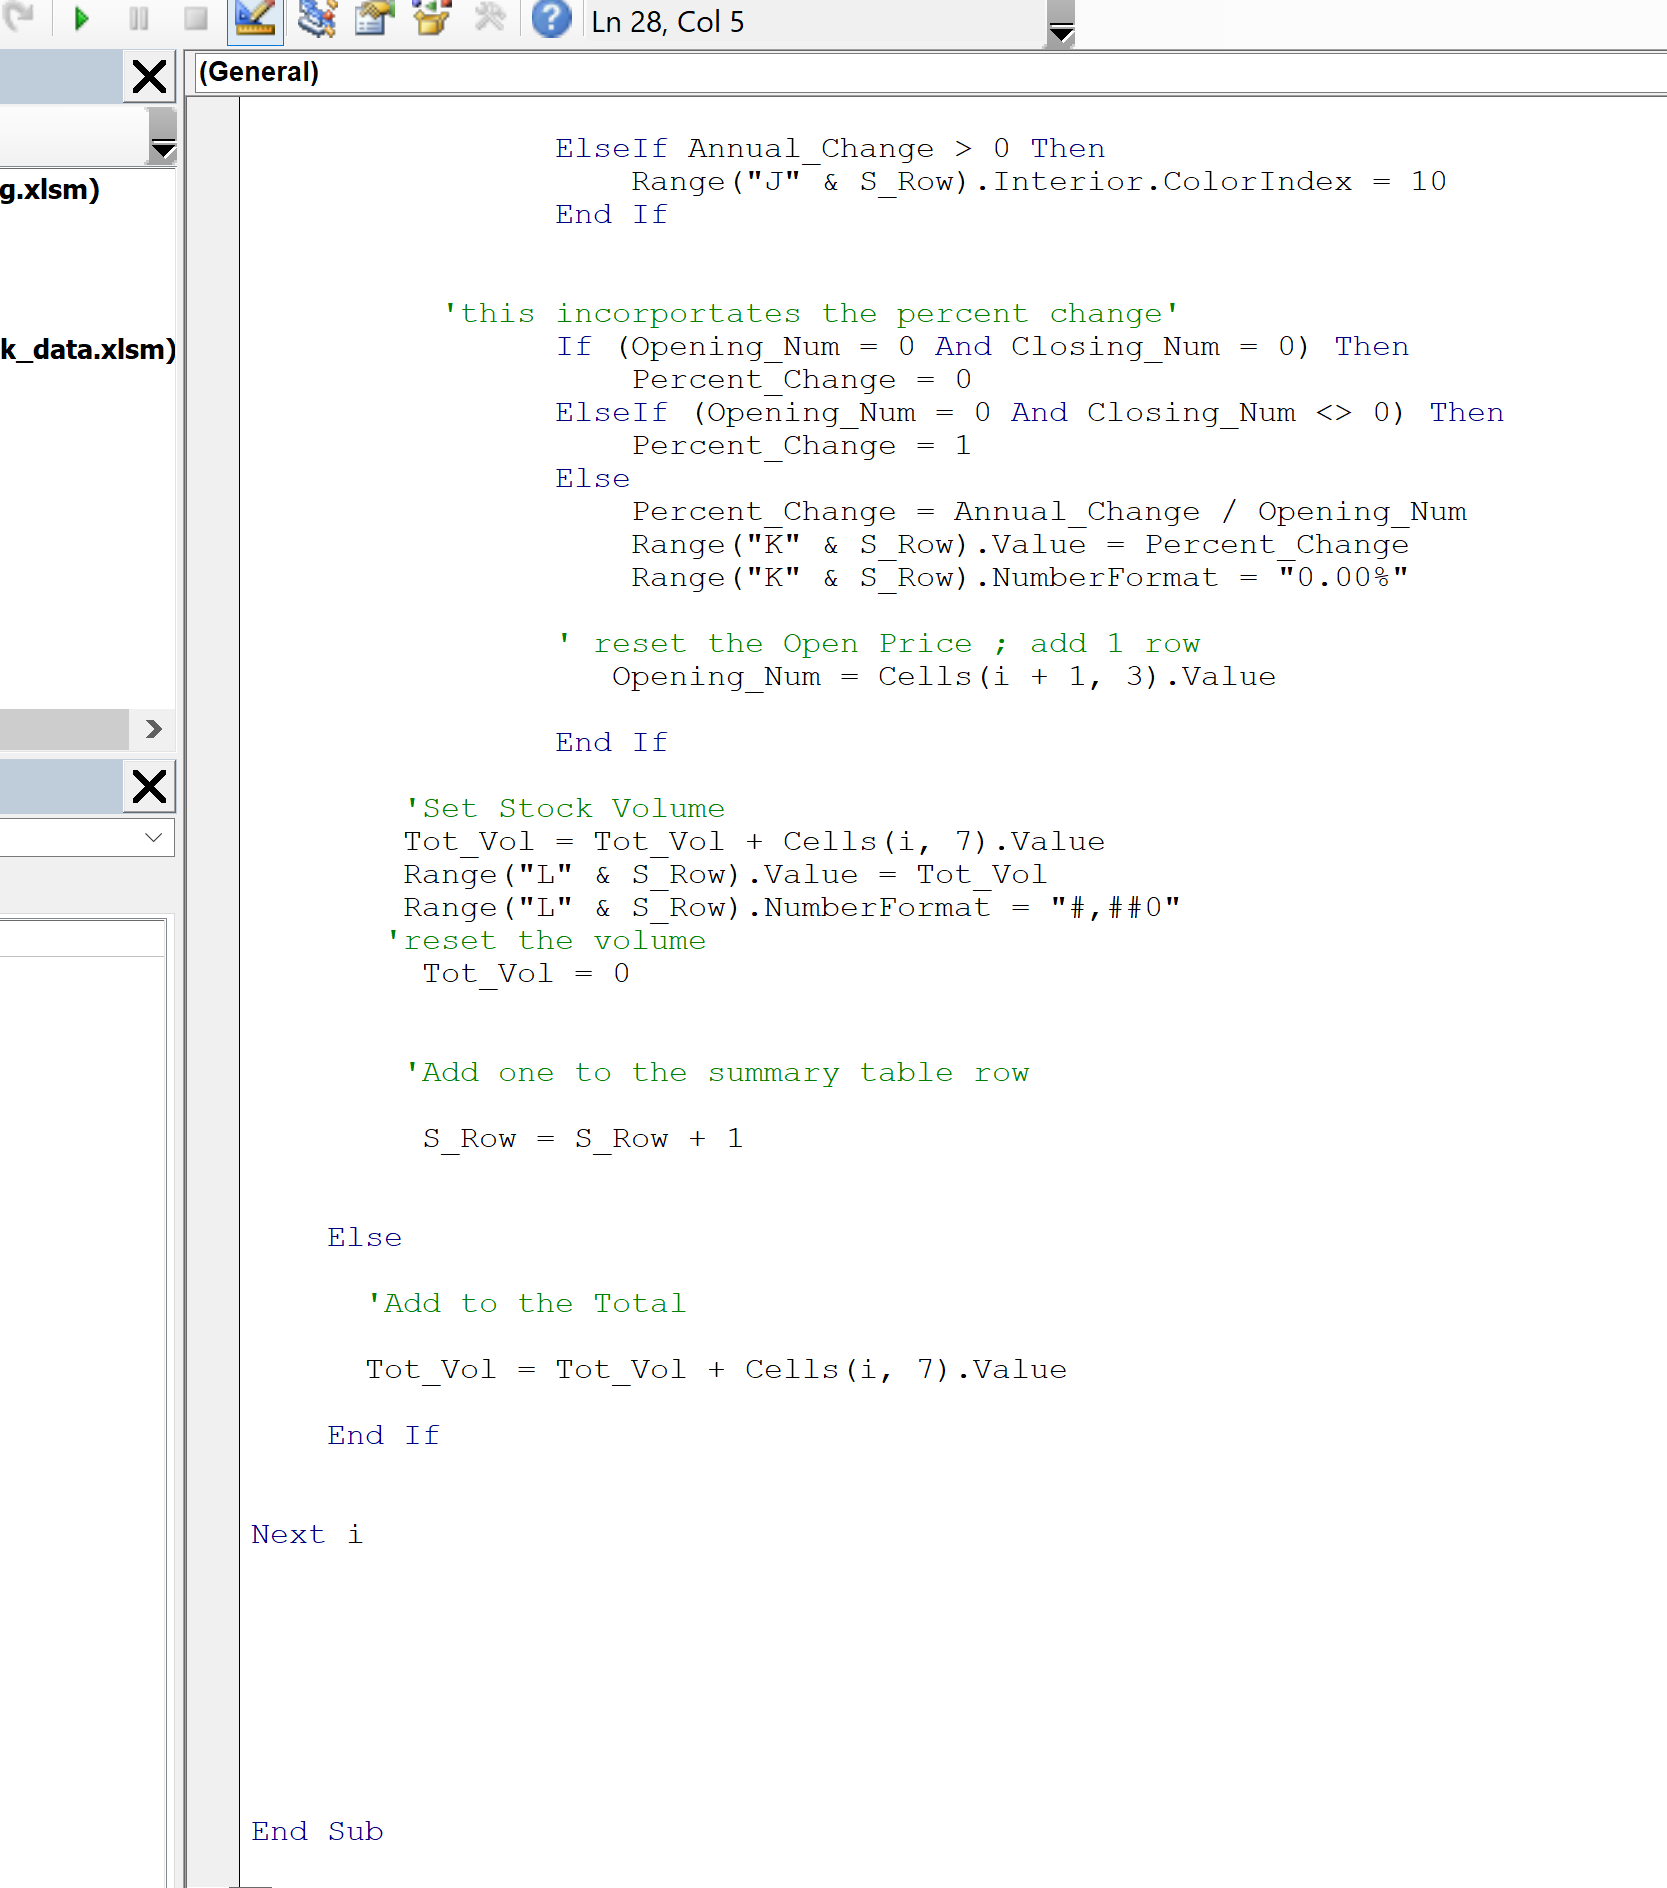 Ln 28, Col 5
(General)
g.xlsm)
k_data.xlsm)
ElseIf Annual_Change > 0 Then
Range("J" & S_Row).Interior.ColorIndex = 10
End If
'this incorportates the percent change'
If (Opening_Num = 0 And Closing_Num = 0) Then
Percent_Change = 0
ElseIf (Opening_Num = 0 And Closing_Num <> 0) Then
Percent_Change = 1
Else
Percent_Change = Annual_Change / Opening_Num
Range("K" & S_Row).Value = Percent_Change
Range("K" & S_Row).NumberFormat = "0.00%"
' reset the Open Price ; add 1 row
Opening_Num = Cells(i + 1, 3).Value
End If
'Set Stock Volume
Tot_Vol = Tot_Vol + Cells(i, 7).Value
Range("L" & S_Row).Value = Tot_Vol
Range("L" & S_Row).NumberFormat = "#,##0"
'reset the volume
Tot_Vol = 0
'Add one to the summary table row
S_Row = S_Row + 1
Else
'Add to the Total
Tot_Vol = Tot_Vol + Cells(i, 7).Value
End If
Next i
End Sub